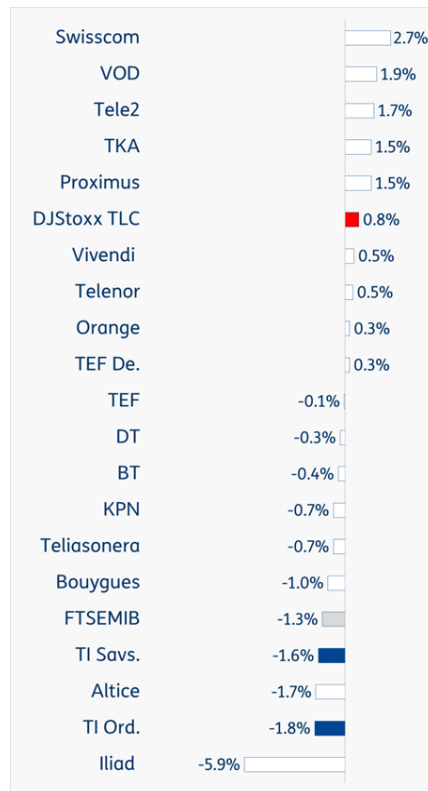 Swisscom 2.7%
VOD 1.9%
Tele2 1.7%
TKA 1.5%
Proximus 1.5%
DJStoxx TLC 0.8%
Vivendi 0.5%
Telenor 0.5%
Orange 0.3%
TEF De. 0.3%
TEF -0.1%
DT -0.3%
BT -0.4%
KPN -0.7%
Teliasonera -0.7%
Bouygues -1.0%
FTSEMIB -1.3%
TI Savs. -1.6%
Altice -1.7%
TI Ord. -1.8%
Iliad -5.9%